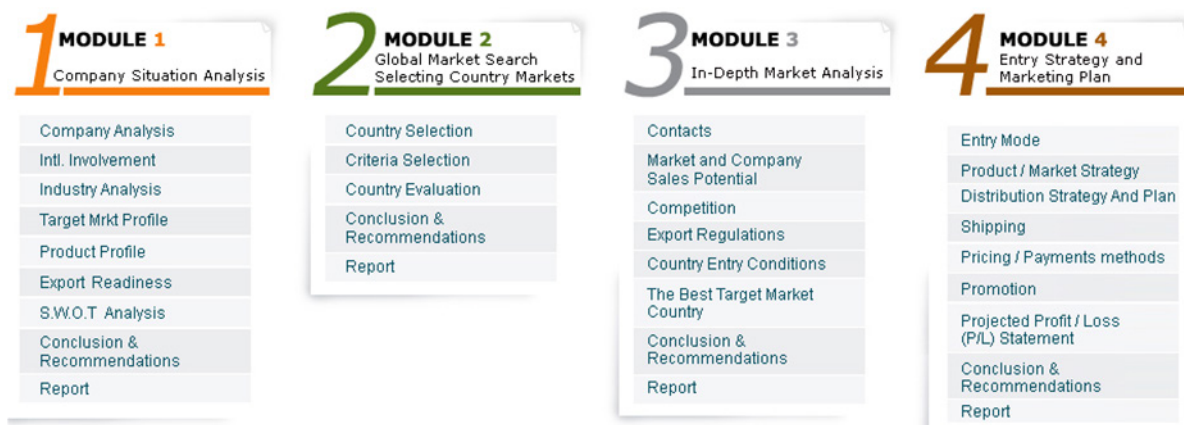 1
MODULE 1
Company Situation Analysis
Company Analysis
Intl. Involvement
Industry Analysis
Target Mrkt Profile
Product Profile
Export Readiness
S.W.O.T Analysis
Conclusion &
Recommendations
Report
2
MODULE 2
Global Market Search
Selecting Country Markets
Country Selection
Criteria Selection
Country Evaluation
Conclusion &
Recommendations
Report
3
MODULE 3
In-Depth Market Analysis
Contacts
Market and Company
Sales Potential
Competition
Export Regulations
Country Entry Conditions
The Best Target Market
Country
Conclusion &
Recommendations
Report
4
MODULE 4
Entry Strategy and
Marketing Plan
Entry Mode
Product / Market Strategy
Distribution Strategy And Plan
Shipping
Pricing / Payments methods
Promotion
Projected Profit / Loss
(P/L) Statement
Conclusion &
Recommendations
Report